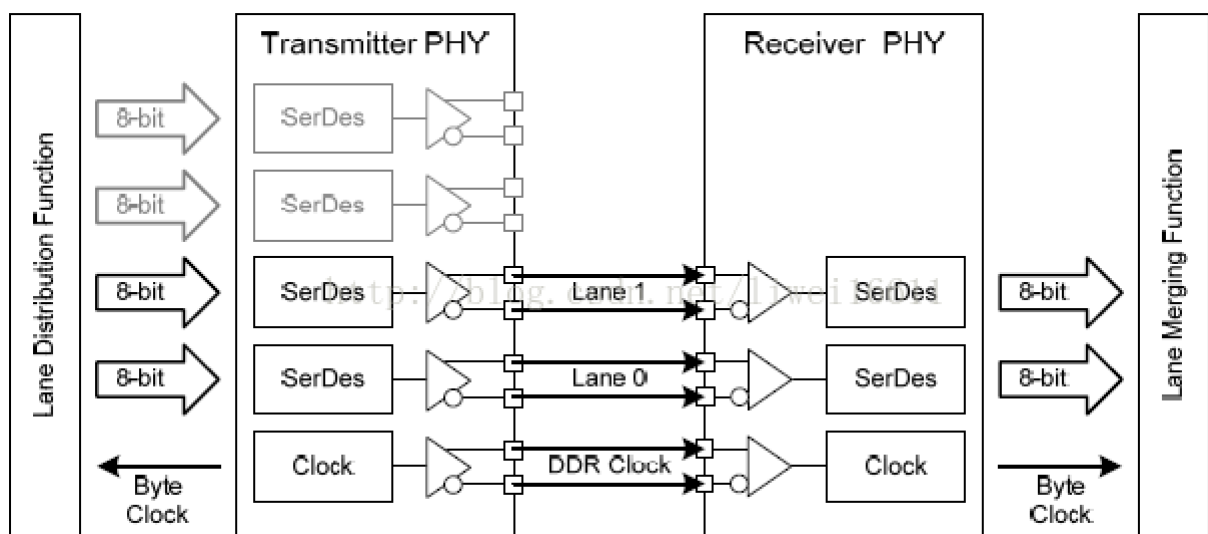 Transmitter PHY
Receiver PHY
Lane Distribution Function
8-bit
SerDes
8-bit
SerDes
8-bit
SerDes
Lane 1
SerDes
8-bit
8-bit
SerDes
Lane 0
SerDes
8-bit
Byte
Clock
Clock
DDR Clock
Clock
Byte
Clock
Lane Merging Function